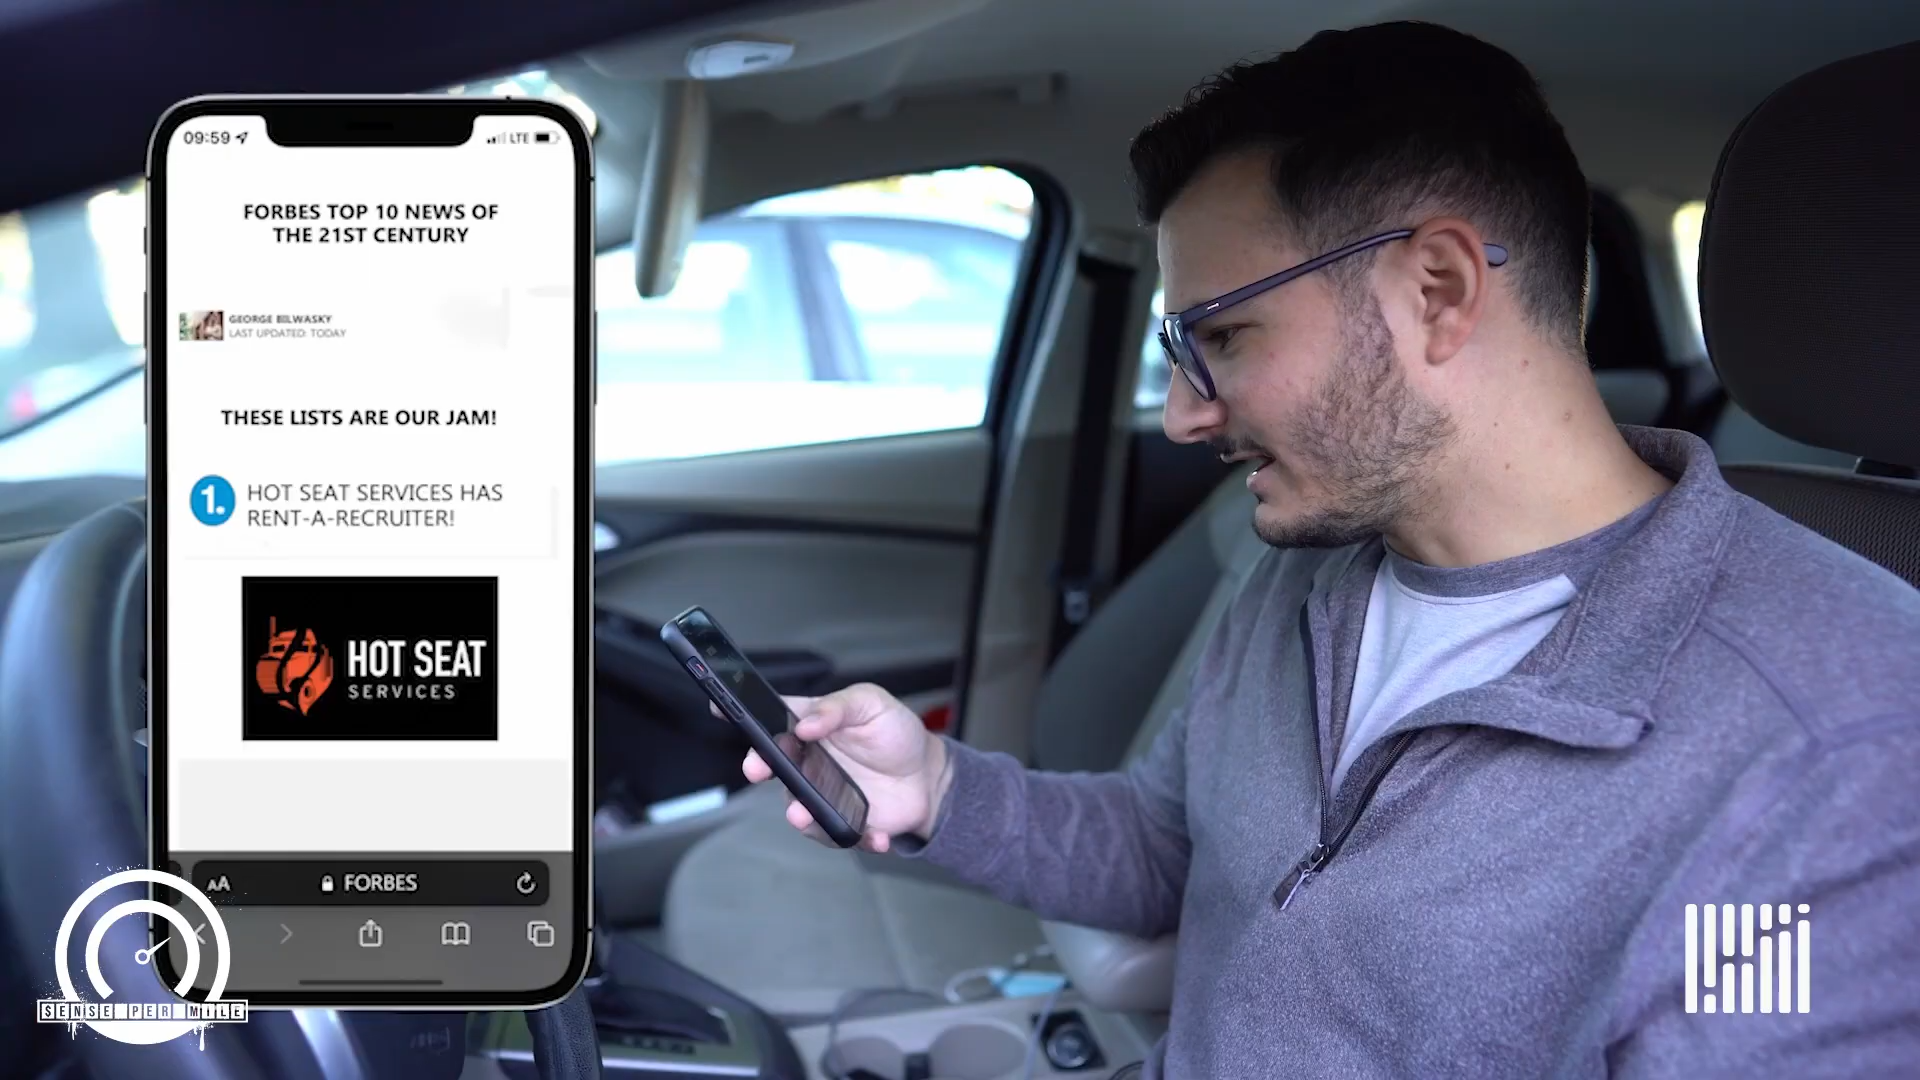 09:59
LTE
FORBES TOP 10 NEWS OF
THE 21ST CENTURY
GEORGE BILWASKY
LAST UPDATED: TODAY
THESE LISTS ARE OUR JAM!
1. HOT SEAT SERVICES HAS
RENT-A-RECRUITER!
HOT SEAT
SERVICES
AA
FORBES
SENSE PER MILE